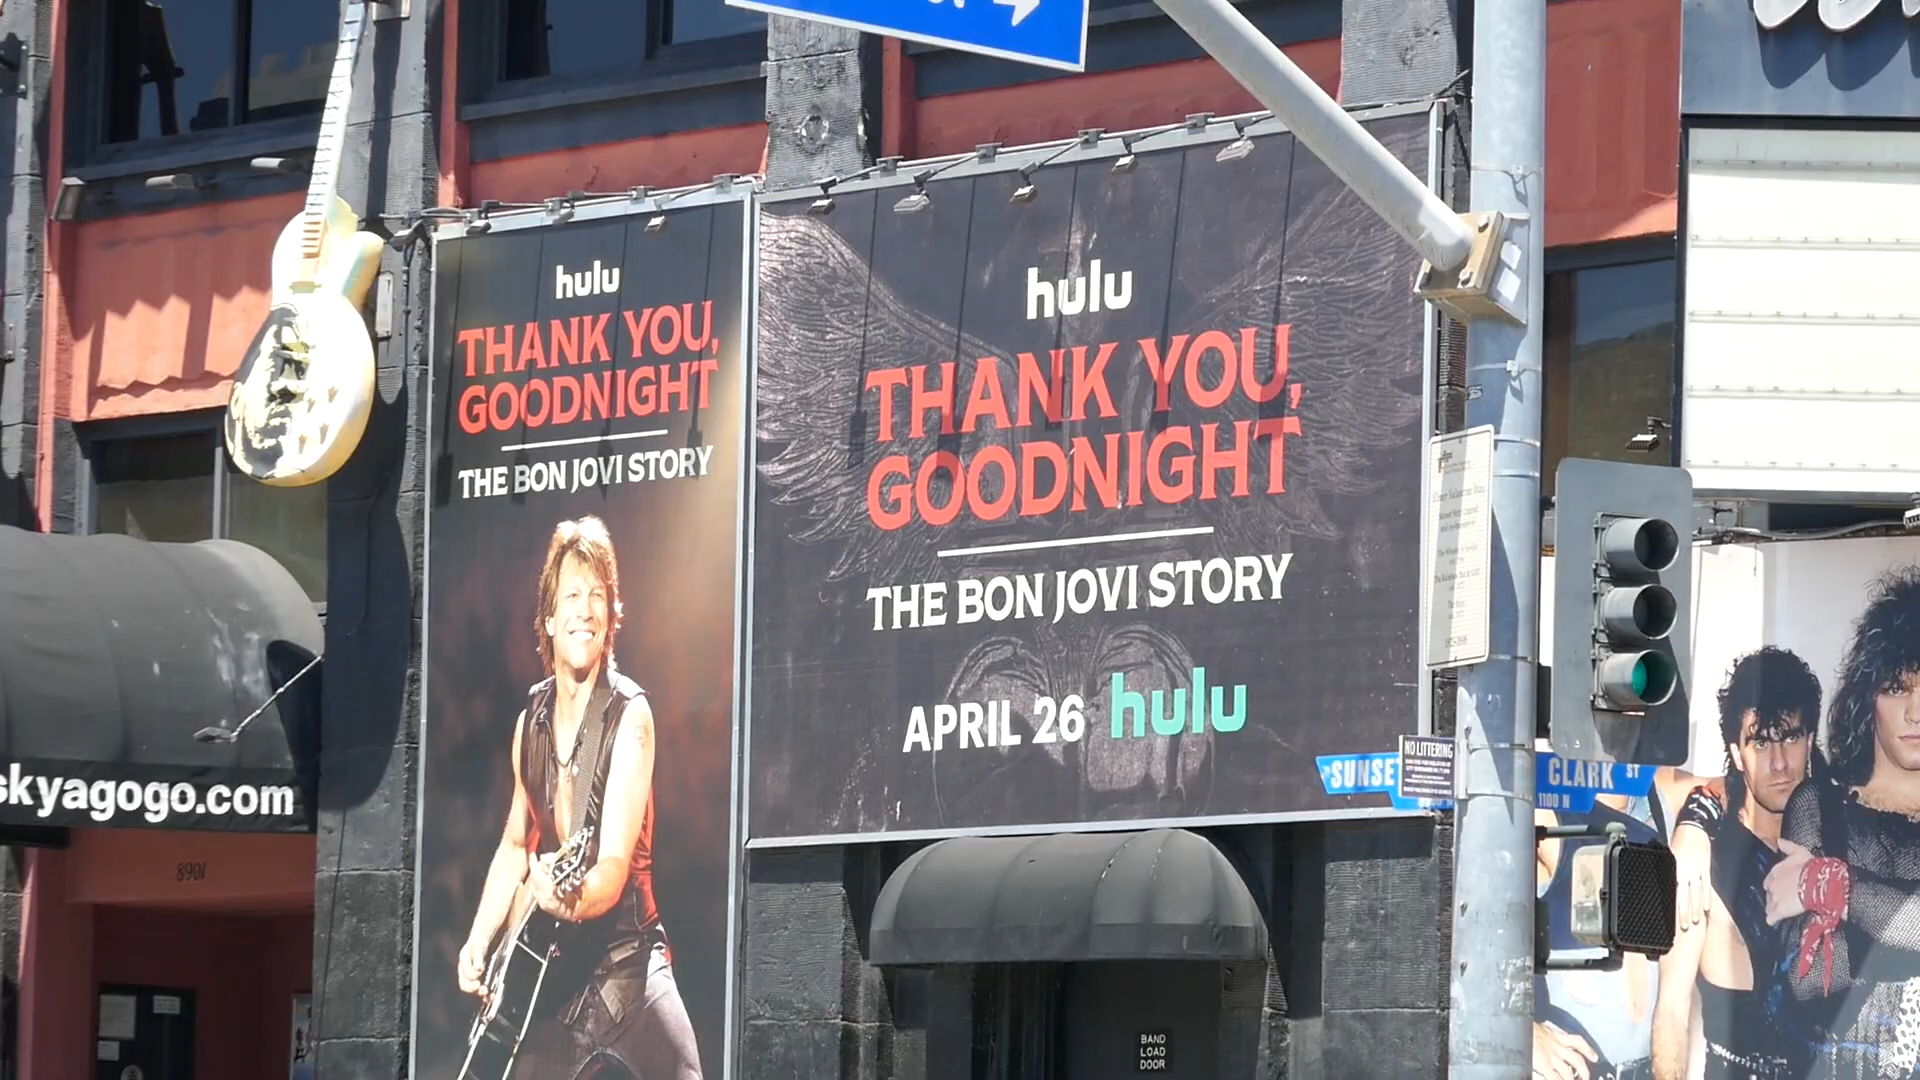 hulu
THANK YOU,
GOODNIGHT
THE BON JOVI STORY
hulu
THANK YOU,
GOODNIGHT
THE BON JOVI STORY
APRIL 26 hulu
skyagogo.com
8901
SUNSET
NO LITTERING
CLARK ST
1100 N
BAND
LOAD
DOOR